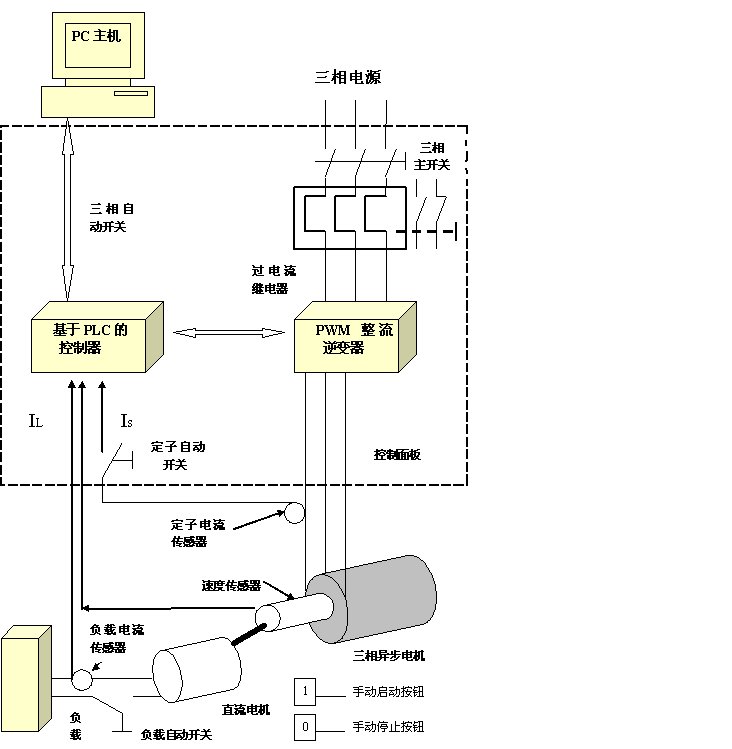 PC 主机
三相电源
三相
主开关
三 相 自
动开关
过 电 流
继电器
基于 PLC 的
控制器
PWM 整 流
逆变器
IL
IS
定子自动
开关
控制面板
定子电流
传感器
速度传感器
负载电流
传感器
三相异步电机
直流电机
1
手动启动按钮
负
载
负载自动开关
0
手动停止按钮